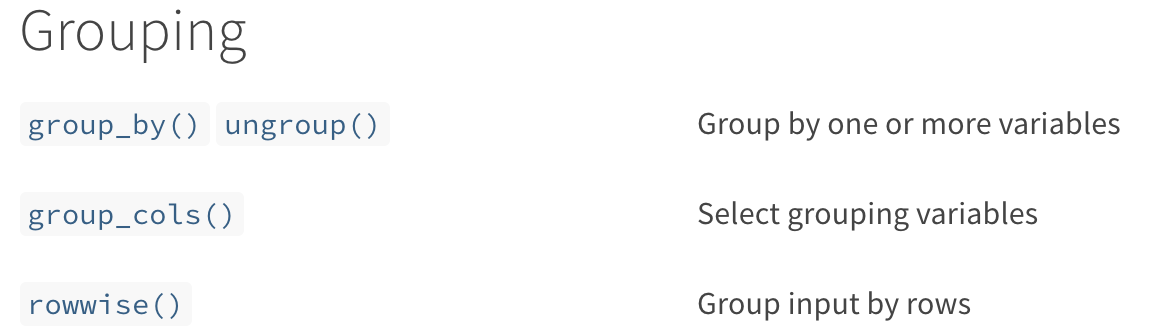 Grouping
group_by() ungroup() Group by one or more variables
group_cols() Select grouping variables
rowwise() Group input by rows